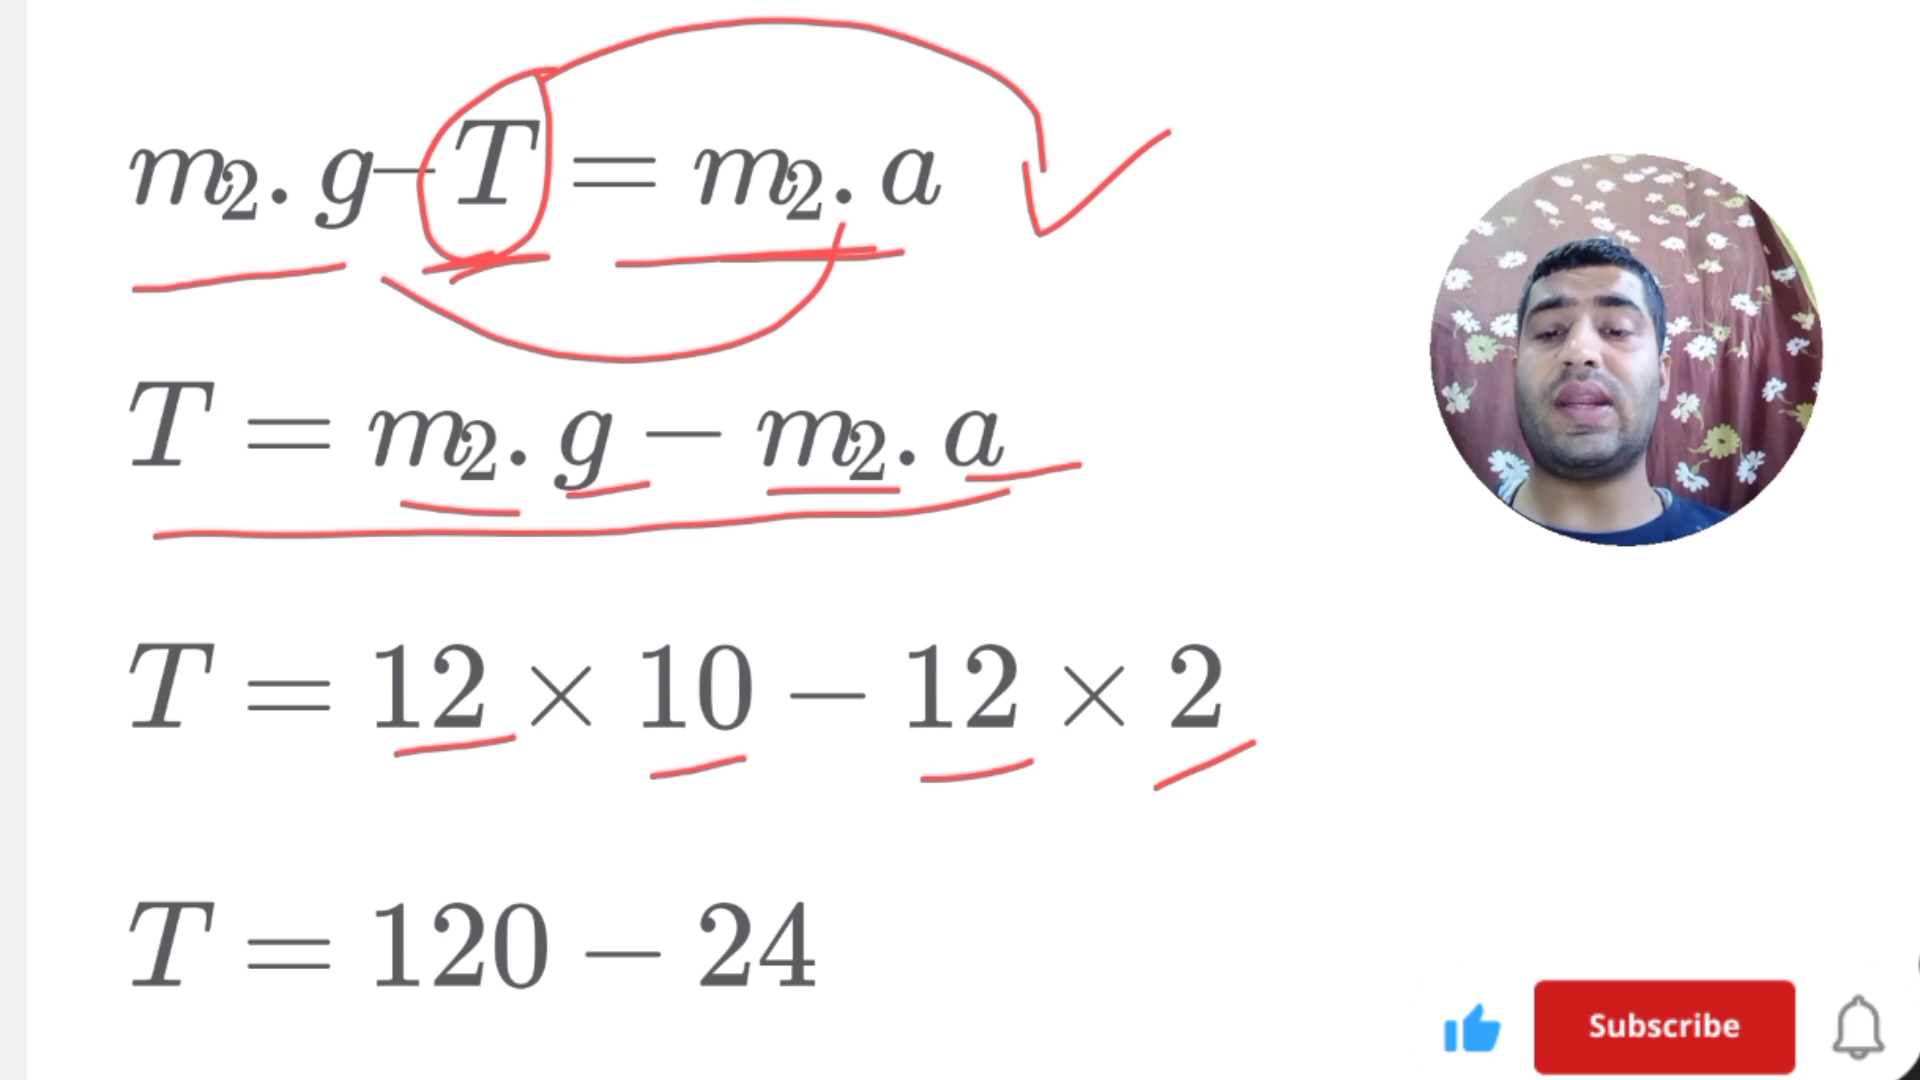 m₂. g – T = m₂. a
T = m₂. g – m₂. a
T = 12 × 10 – 12 × 2
T = 120 – 24
Subscribe